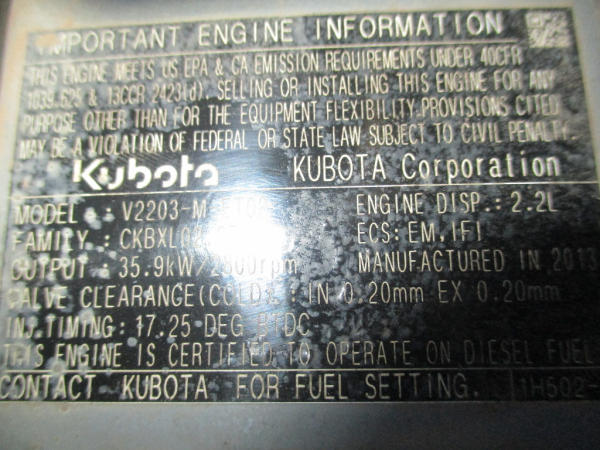 IMPORTANT ENGINE INFORMATION
THIS ENGINE MEETS US EPA & CA EMISSION REQUIREMENTS UNDER 40CFR
1039.625 & 13CCR 2423(d). SELLING OR INSTALLING THIS ENGINE FOR ANY
PURPOSE OTHER THAN FOR THE EQUIPMENT FLEXIBILITY PROVISIONS CITED
MAY BE A VIOLATION OF FEDERAL OR STATE LAW SUBJECT TO CIVIL PENALTY.
Kubota KUBOTA Corporation
MODEL : V2203-M ENGINE DISP.: 2.2L
FAMILY : ECS: EM,IFI
OUTPUT : 35.9kW/2800rpm MANUFACTURED IN 2013
VALVE CLEARANCE(COLD) : IN 0.20mm EX 0.20mm
INJ.TIMING: 17.25 DEG BTDC
THIS ENGINE IS CERTIFIED TO OPERATE ON DIESEL FUEL
CONTACT KUBOTA FOR FUEL SETTING. 1H502-